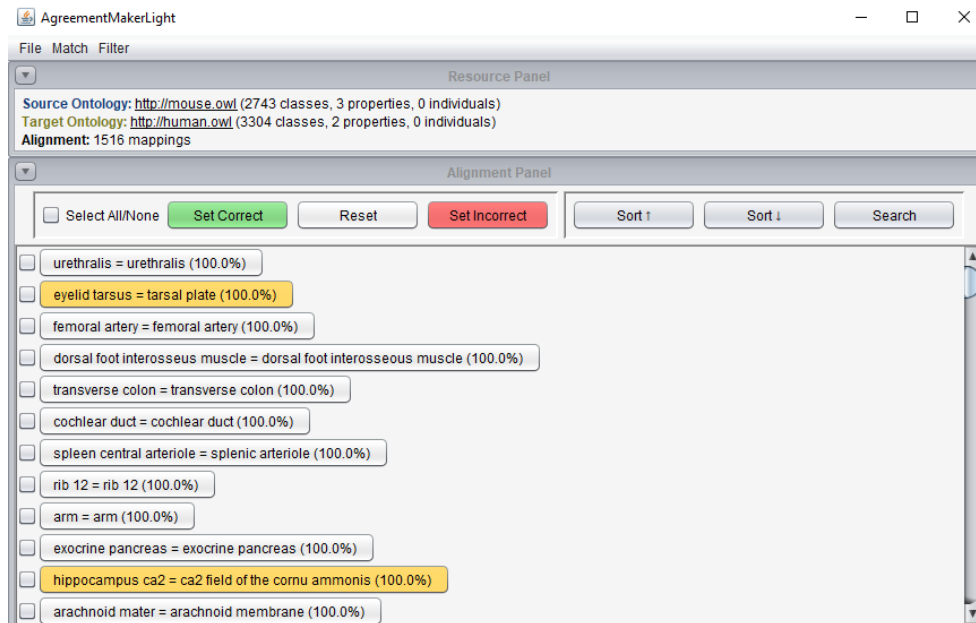 AgreementMakerLight
File Match Filter
Resource Panel
Source Ontology: http://mouse.owl (2743 classes, 3 properties, 0 individuals)
Target Ontology: http://human.owl (3304 classes, 2 properties, 0 individuals)
Alignment: 1516 mappings
Alignment Panel
Select All/None Set Correct Reset Set Incorrect Sort ↑ Sort ↓ Search
urethralis = urethralis (100.0%)
eyelid tarsus = tarsal plate (100.0%)
femoral artery = femoral artery (100.0%)
dorsal foot interosseus muscle = dorsal foot interosseous muscle (100.0%)
transverse colon = transverse colon (100.0%)
cochlear duct = cochlear duct (100.0%)
spleen central arteriole = splenic arteriole (100.0%)
rib 12 = rib 12 (100.0%)
arm = arm (100.0%)
exocrine pancreas = exocrine pancreas (100.0%)
hippocampus ca2 = ca2 field of the cornu ammonis (100.0%)
arachnoid mater = arachnoid membrane (100.0%)